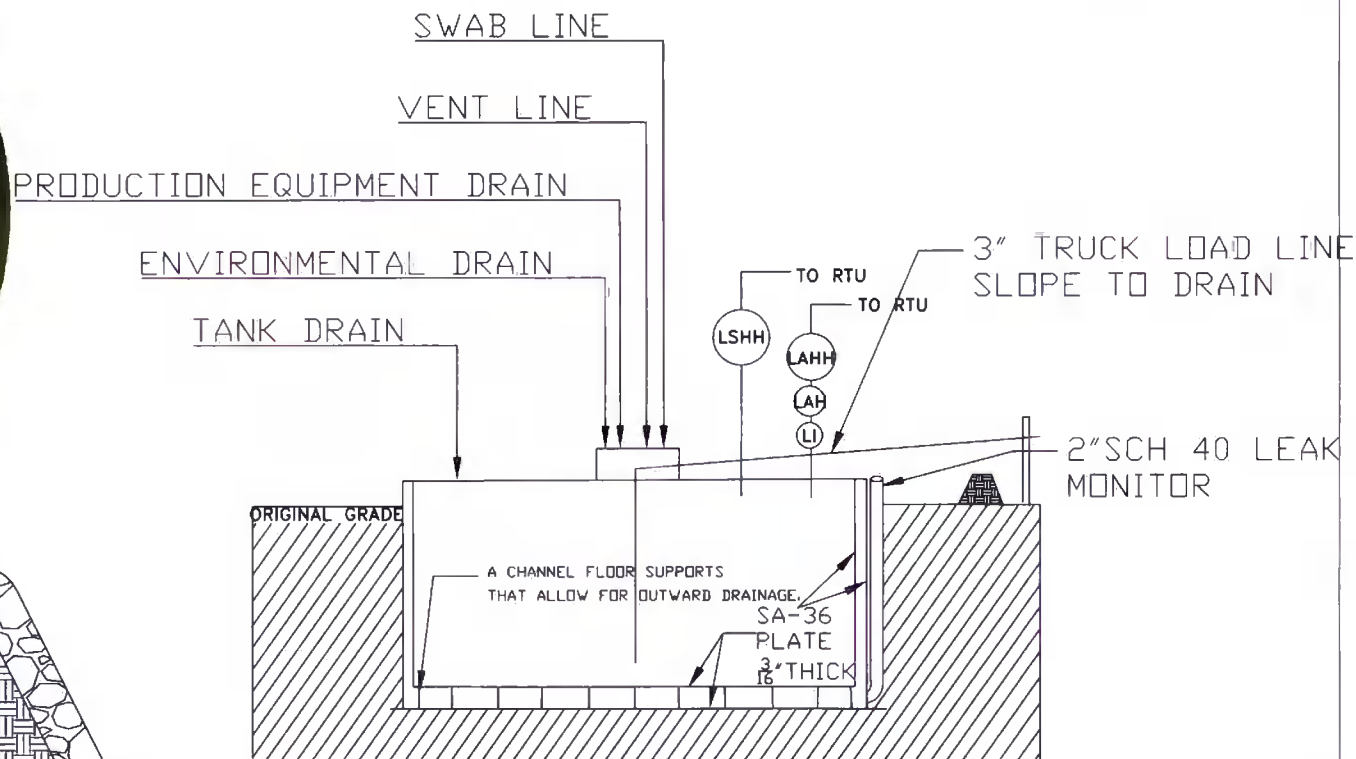 SWAB LINE
VENT LINE
PRODUCTION EQUIPMENT DRAIN
ENVIRONMENTAL DRAIN
TANK DRAIN
TO RTU
TO RTU
3" TRUCK LOAD LINE
SLOPE TO DRAIN
LSHH
LAHH
LAH
LI
2"SCH 40 LEAK
MONITOR
ORIGINAL GRADE
A CHANNEL FLOOR SUPPORTS
THAT ALLOW FOR OUTWARD DRAINAGE.
SA-36
PLATE
3/16"THICK